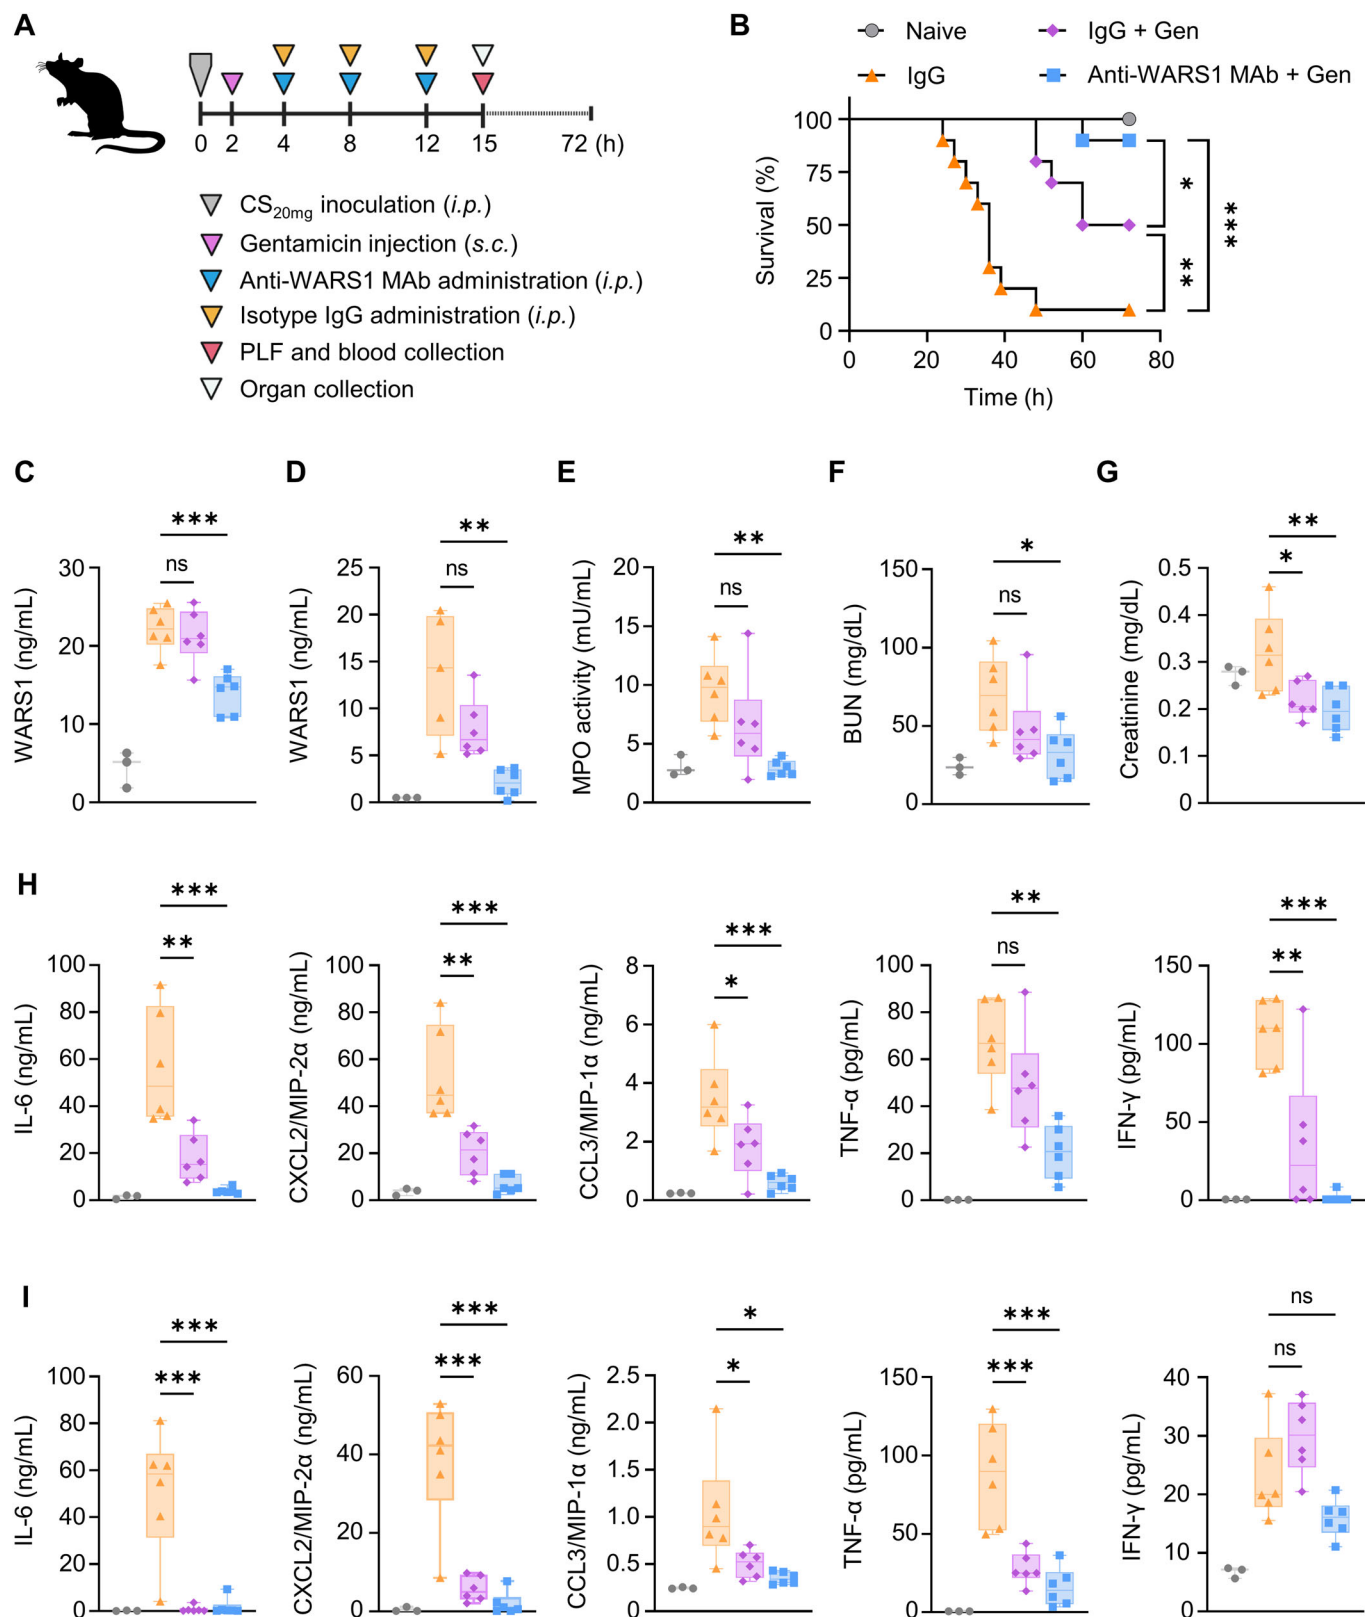 A
0 2 4 8 12 15 72 (h)
CS20mg inoculation (i.p.)
Gentamicin injection (s.c.)
Anti-WARS1 MAb administration (i.p.)
Isotype IgG administration (i.p.)
PLF and blood collection
Organ collection
B
Naive
IgG + Gen
IgG
Anti-WARS1 MAb + Gen
Survival (%)
100
75
50
25
0
0 20 40 60 80
Time (h)
*
**
***
C
WARS1 (ng/mL)
30
20
10
0
***
ns
D
WARS1 (ng/mL)
25
20
15
10
5
0
**
ns
E
MPO activity (mU/mL)
20
15
10
5
0
**
ns
F
BUN (mg/dL)
150
100
50
0
*
ns
G
Creatinine (mg/dL)
0.5
0.4
0.3
0.2
0.1
0
**
*
H
IL-6 (ng/mL)
100
80
60
40
20
0
***
**
CXCL2/MIP-2α (ng/mL)
100
80
60
40
20
0
***
**
CCL3/MIP-1α (ng/mL)
8
6
4
2
0
***
*
TNF-α (pg/mL)
100
80
60
40
20
0
**
ns
IFN-γ (pg/mL)
150
100
50
0
***
**
I
IL-6 (ng/mL)
100
80
60
40
20
0
***
***
CXCL2/MIP-2α (ng/mL)
60
40
20
0
***
***
CCL3/MIP-1α (ng/mL)
2.5
2.0
1.5
1.0
0.5
0
*
*
TNF-α (pg/mL)
150
100
50
0
***
***
IFN-γ (pg/mL)
40
30
20
10
0
ns
ns